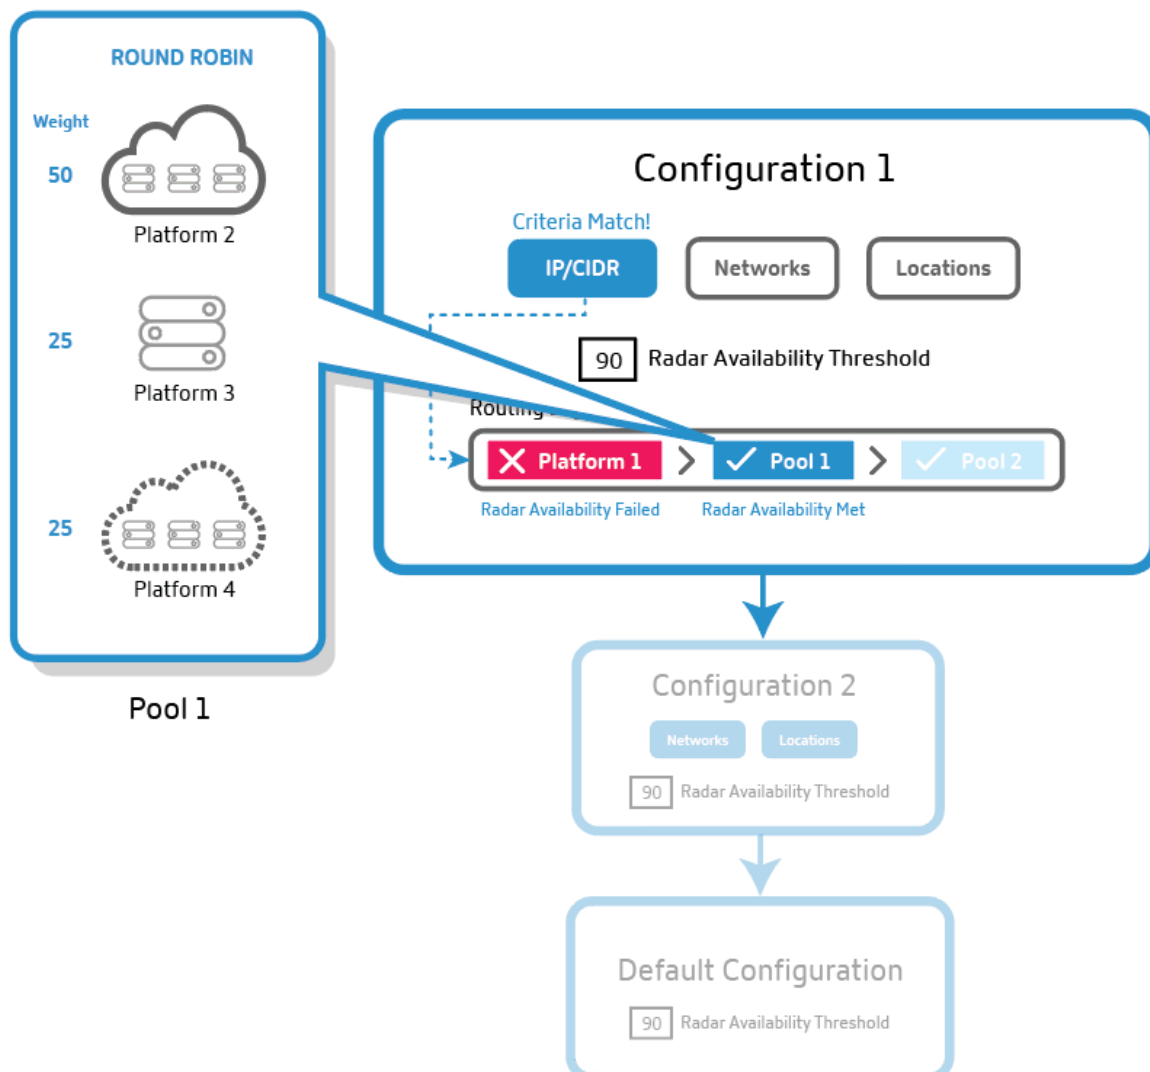 ROUND ROBIN
Weight
50
Platform 2
25
Platform 3
25
Platform 4
Pool 1
Configuration 1
Criteria Match!
IP/CIDR
Networks
Locations
90 Radar Availability Threshold
Routing
Platform 1
Pool 1
Pool 2
Radar Availability Failed
Radar Availability Met
Configuration 2
Networks
Locations
90 Radar Availability Threshold
Default Configuration
90 Radar Availability Threshold